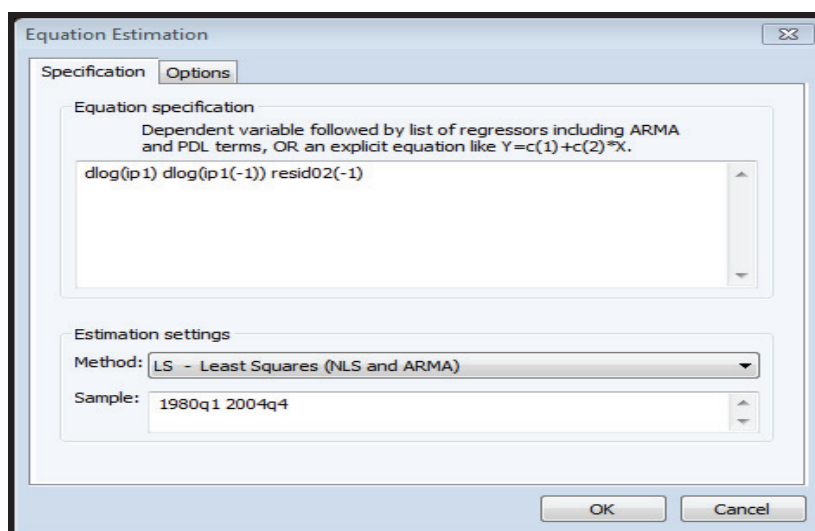 Equation Estimation
Specification Options
Equation specification
Dependent variable followed by list of regressors including ARMA
and PDL terms, OR an explicit equation like Y=c(1)+c(2)*X.
dlog(ip1) dlog(ip1(-1)) resid02(-1)
Estimation settings
Method: LS - Least Squares (NLS and ARMA)
Sample: 1980q1 2004q4
OK Cancel